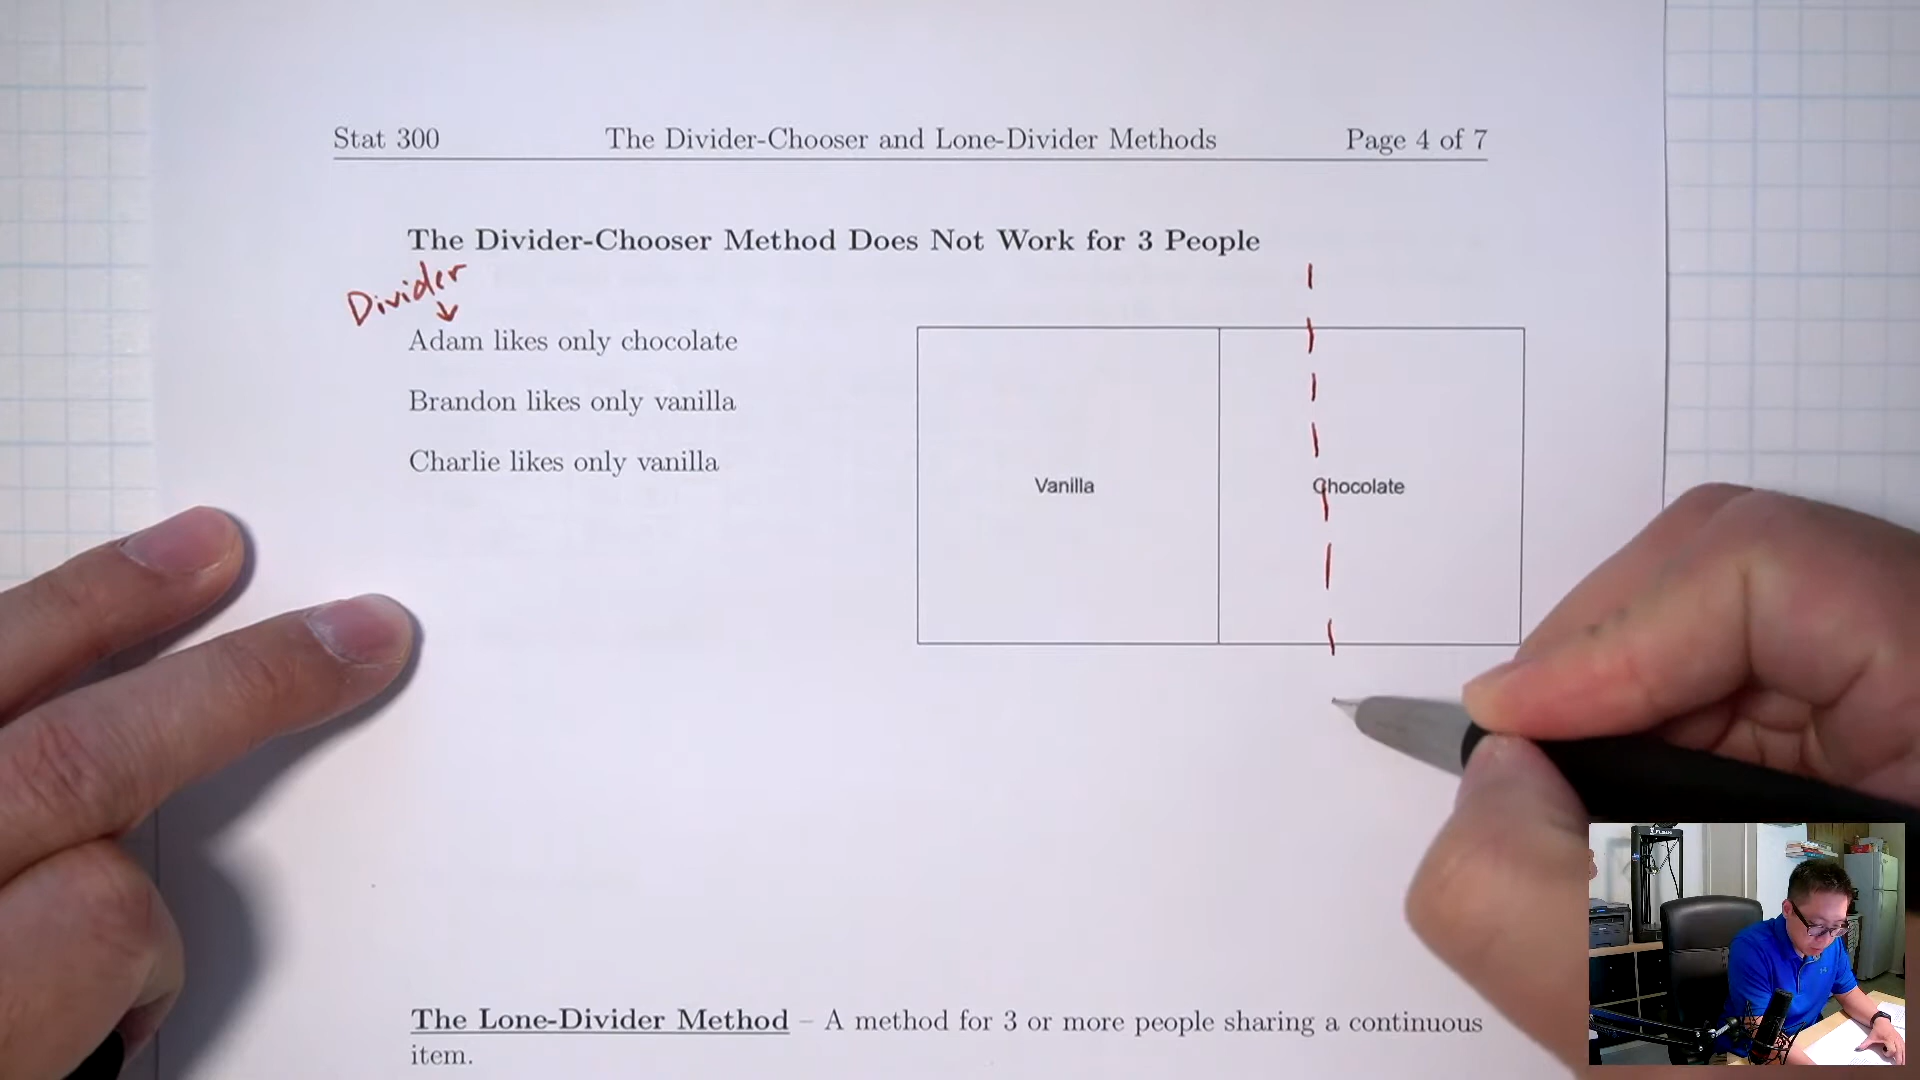 Stat 300 The Divider-Chooser and Lone-Divider Methods Page 4 of 7
The Divider-Chooser Method Does Not Work for 3 People
Divider
Adam likes only chocolate
Brandon likes only vanilla
Charlie likes only vanilla
Vanilla Chocolate
The Lone-Divider Method – A method for 3 or more people sharing a continuous
item.